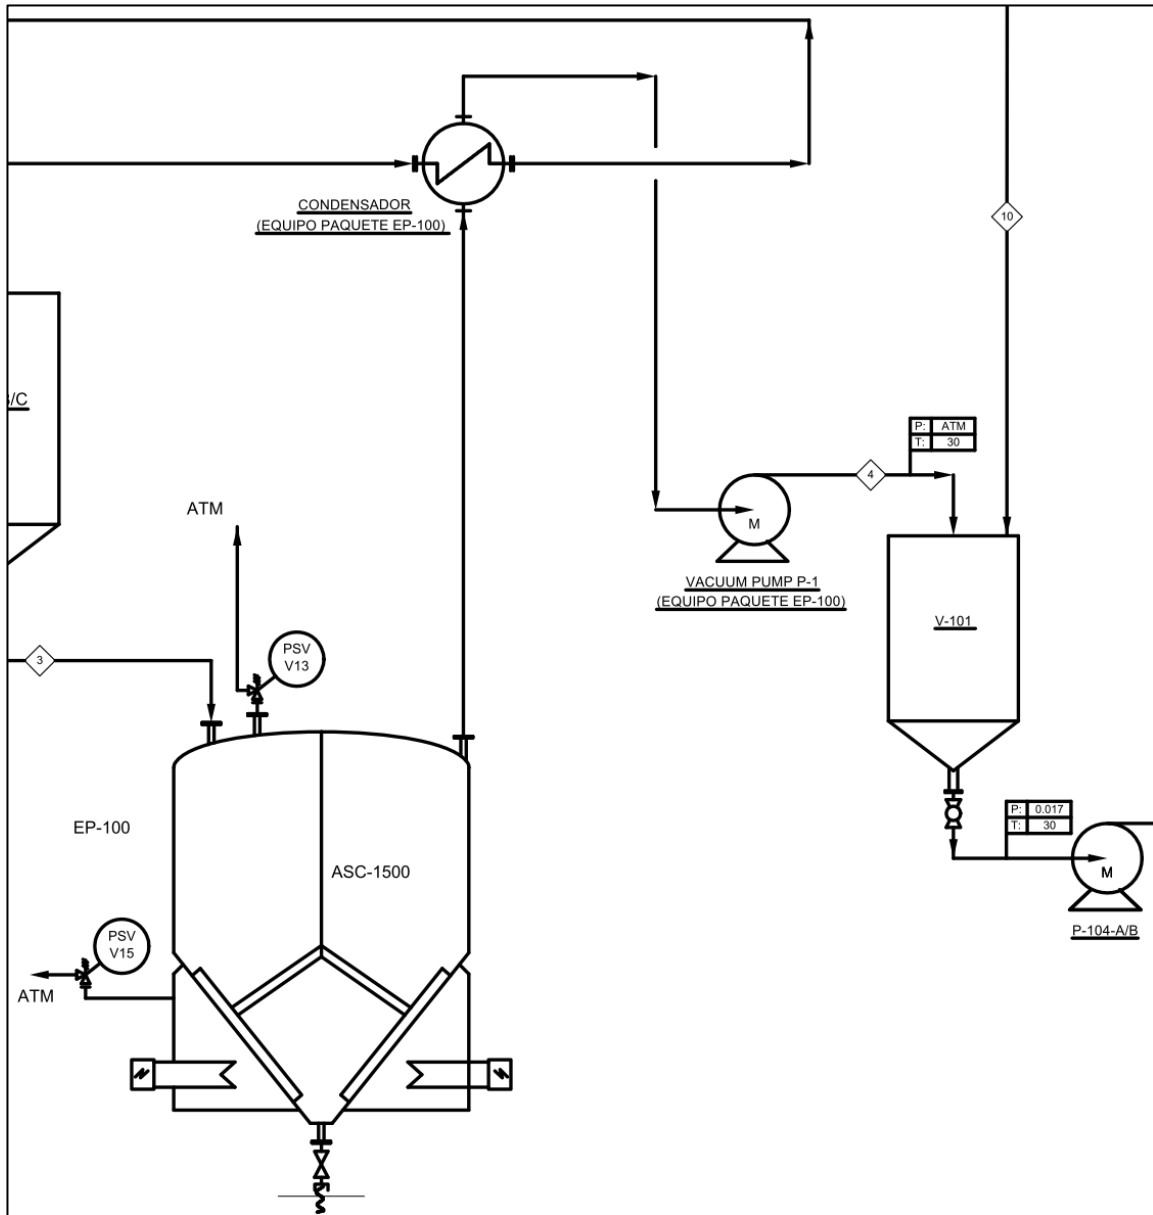 CONDENSADOR
(EQUIPO PAQUETE EP-100)
10
/C
P: ATM
T: 30
4
ATM
M
VACUUM PUMP P-1
(EQUIPO PAQUETE EP-100)
V-101
3
PSV
V13
P: 0.017
T: 30
EP-100
ASC-1500
M
P-104-A/B
PSV
V15
ATM